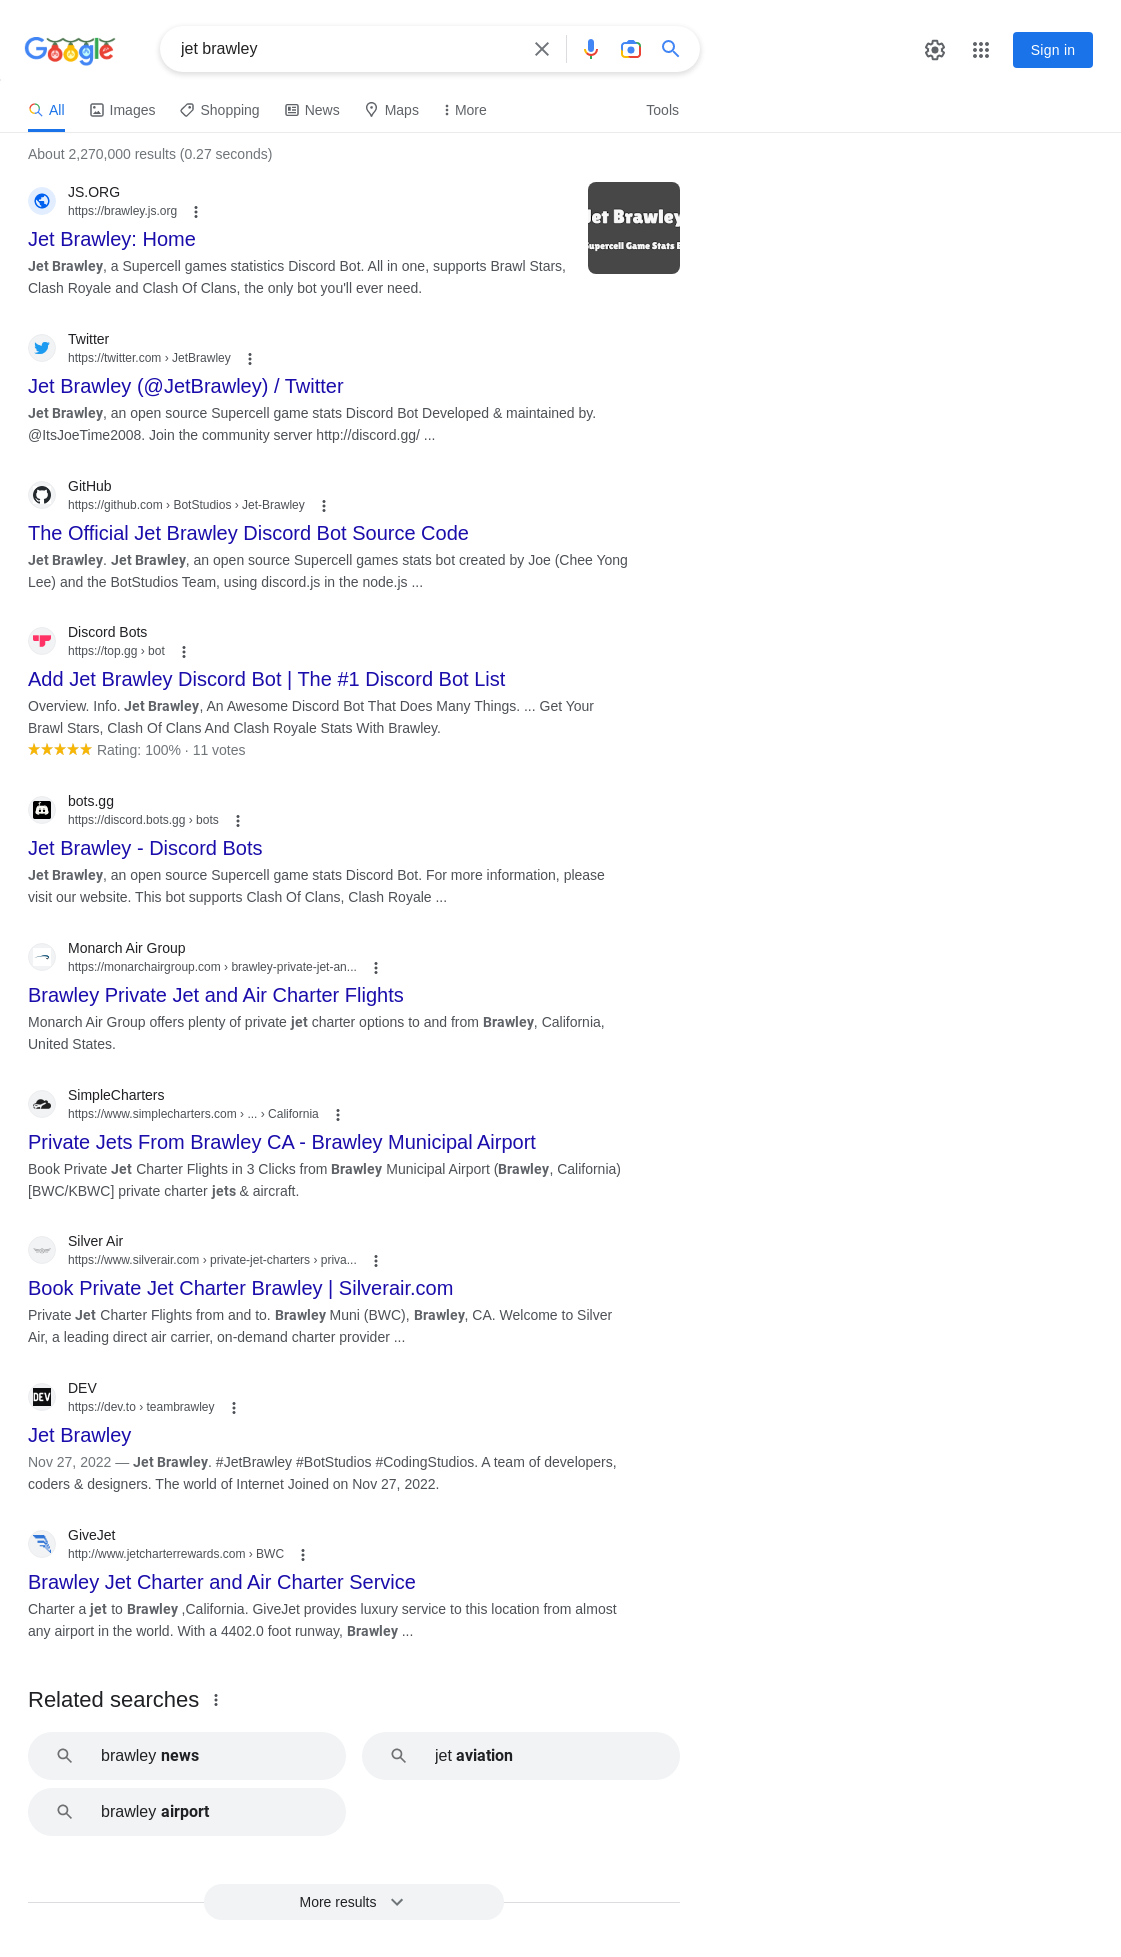 Google
jet brawley
Sign in
All Images Shopping News Maps More Tools
About 2,270,000 results (0.27 seconds)
JS.ORG
https://brawley.js.org
Jet Brawley: Home
Jet Brawley, a Supercell games statistics Discord Bot. All in one, supports Brawl Stars,
Clash Royale and Clash Of Clans, the only bot you'll ever need.
Jet Brawley
Supercell Game Stats
Twitter
https://twitter.com › JetBrawley
Jet Brawley (@JetBrawley) / Twitter
Jet Brawley, an open source Supercell game stats Discord Bot Developed & maintained by.
@ItsJoeTime2008. Join the community server http://discord.gg/ ...
GitHub
https://github.com › BotStudios › Jet-Brawley
The Official Jet Brawley Discord Bot Source Code
Jet Brawley. Jet Brawley, an open source Supercell games stats bot created by Joe (Chee Yong
Lee) and the BotStudios Team, using discord.js in the node.js ...
Discord Bots
https://top.gg › bot
Add Jet Brawley Discord Bot | The #1 Discord Bot List
Overview. Info. Jet Brawley, An Awesome Discord Bot That Does Many Things. ... Get Your
Brawl Stars, Clash Of Clans And Clash Royale Stats With Brawley.
Rating: 100% · 11 votes
bots.gg
https://discord.bots.gg › bots
Jet Brawley - Discord Bots
Jet Brawley, an open source Supercell game stats Discord Bot. For more information, please
visit our website. This bot supports Clash Of Clans, Clash Royale ...
Monarch Air Group
https://monarchairgroup.com › brawley-private-jet-an...
Brawley Private Jet and Air Charter Flights
Monarch Air Group offers plenty of private jet charter options to and from Brawley, California,
United States.
SimpleCharters
https://www.simplecharters.com › ... › California
Private Jets From Brawley CA - Brawley Municipal Airport
Book Private Jet Charter Flights in 3 Clicks from Brawley Municipal Airport (Brawley, California)
[BWC/KBWC] private charter jets & aircraft.
Silver Air
https://www.silverair.com › private-jet-charters › priva...
Book Private Jet Charter Brawley | Silverair.com
Private Jet Charter Flights from and to. Brawley Muni (BWC), Brawley, CA. Welcome to Silver
Air, a leading direct air carrier, on-demand charter provider ...
DEV
DEV
https://dev.to › teambrawley
Jet Brawley
Nov 27, 2022 — Jet Brawley. #JetBrawley #BotStudios #CodingStudios. A team of developers,
coders & designers. The world of Internet Joined on Nov 27, 2022.
GiveJet
http://www.jetcharterrewards.com › BWC
Brawley Jet Charter and Air Charter Service
Charter a jet to Brawley ,California. GiveJet provides luxury service to this location from almost
any airport in the world. With a 4402.0 foot runway, Brawley ...
Related searches
brawley news
jet aviation
brawley airport
More results